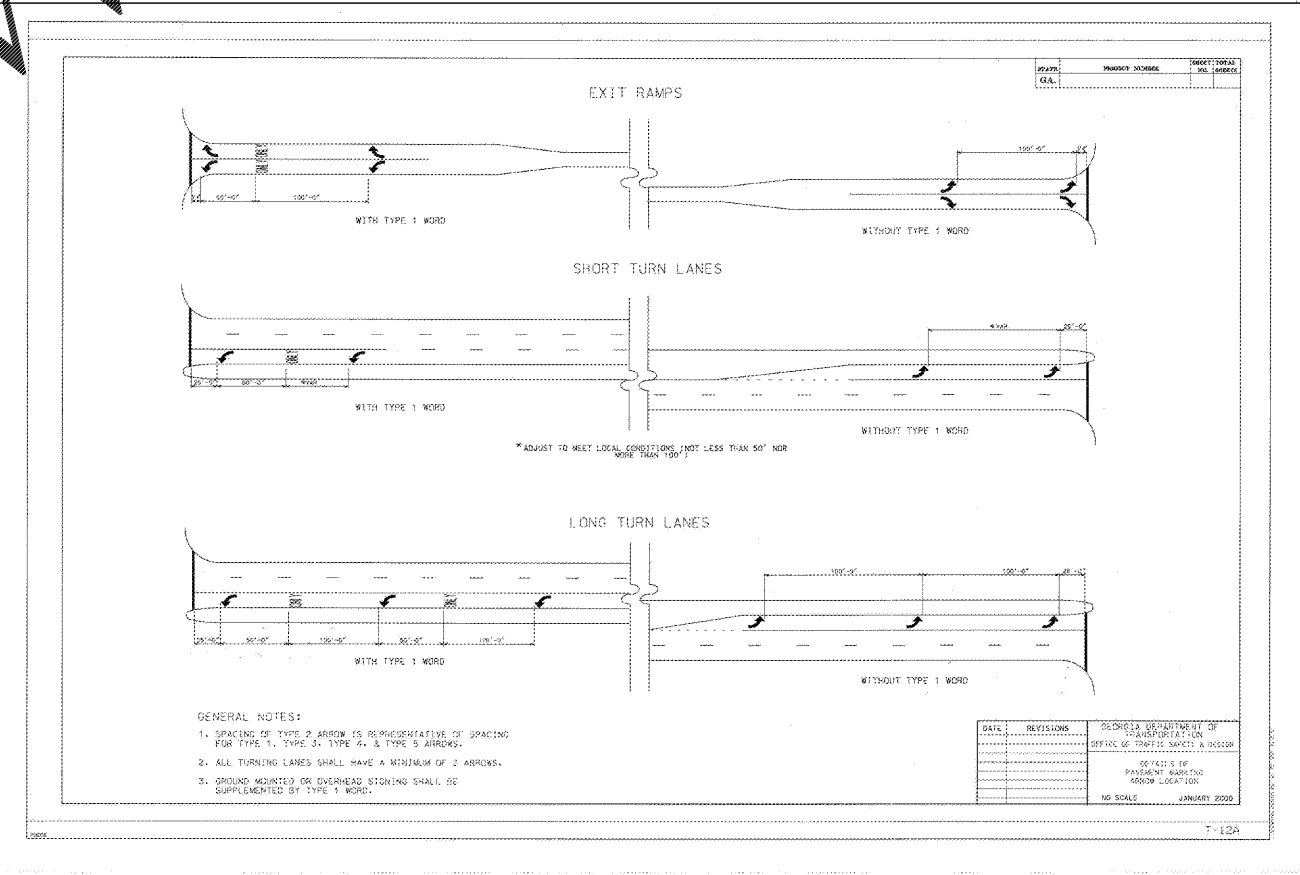 STATE PROJECT NUMBER SHEET NO. TOTAL SHEETS
GA.
EXIT RAMPS
100'-0"
50'-0" 100'-0"
WITH TYPE 1 WORD
WITHOUT TYPE 1 WORD
SHORT TURN LANES
*VAR 25'-0"
ONLY
25'-0" 50'-0" *VAR
WITH TYPE 1 WORD
WITHOUT TYPE 1 WORD
*ADJUST TO MEET LOCAL CONDITIONS (NOT LESS THAN 50' NOR
MORE THAN 100')
LONG TURN LANES
100'-0" 100'-0" 25'-0"
ONLY ONLY
25'-0" 50'-0" 100'-0" 50'-0" 100'-0"
WITH TYPE 1 WORD
WITHOUT TYPE 1 WORD
GENERAL NOTES:
1. SPACING OF TYPE 2 ARROW IS REPRESENTATIVE OF SPACING
FOR TYPE 1, TYPE 3, TYPE 4, & TYPE 5 ARROWS.
2. ALL TURNING LANES SHALL HAVE A MINIMUM OF 2 ARROWS.
3. GROUND MOUNTED OR OVERHEAD SIGNING SHALL BE
SUPPLEMENTED BY TYPE 1 WORD.
DATE REVISIONS
GEORGIA DEPARTMENT OF
TRANSPORTATION
OFFICE OF TRAFFIC SAFETY & DESIGN
DETAILS OF
PAVEMENT MARKING
ARROW LOCATION
NO SCALE JANUARY 2000
T-12A